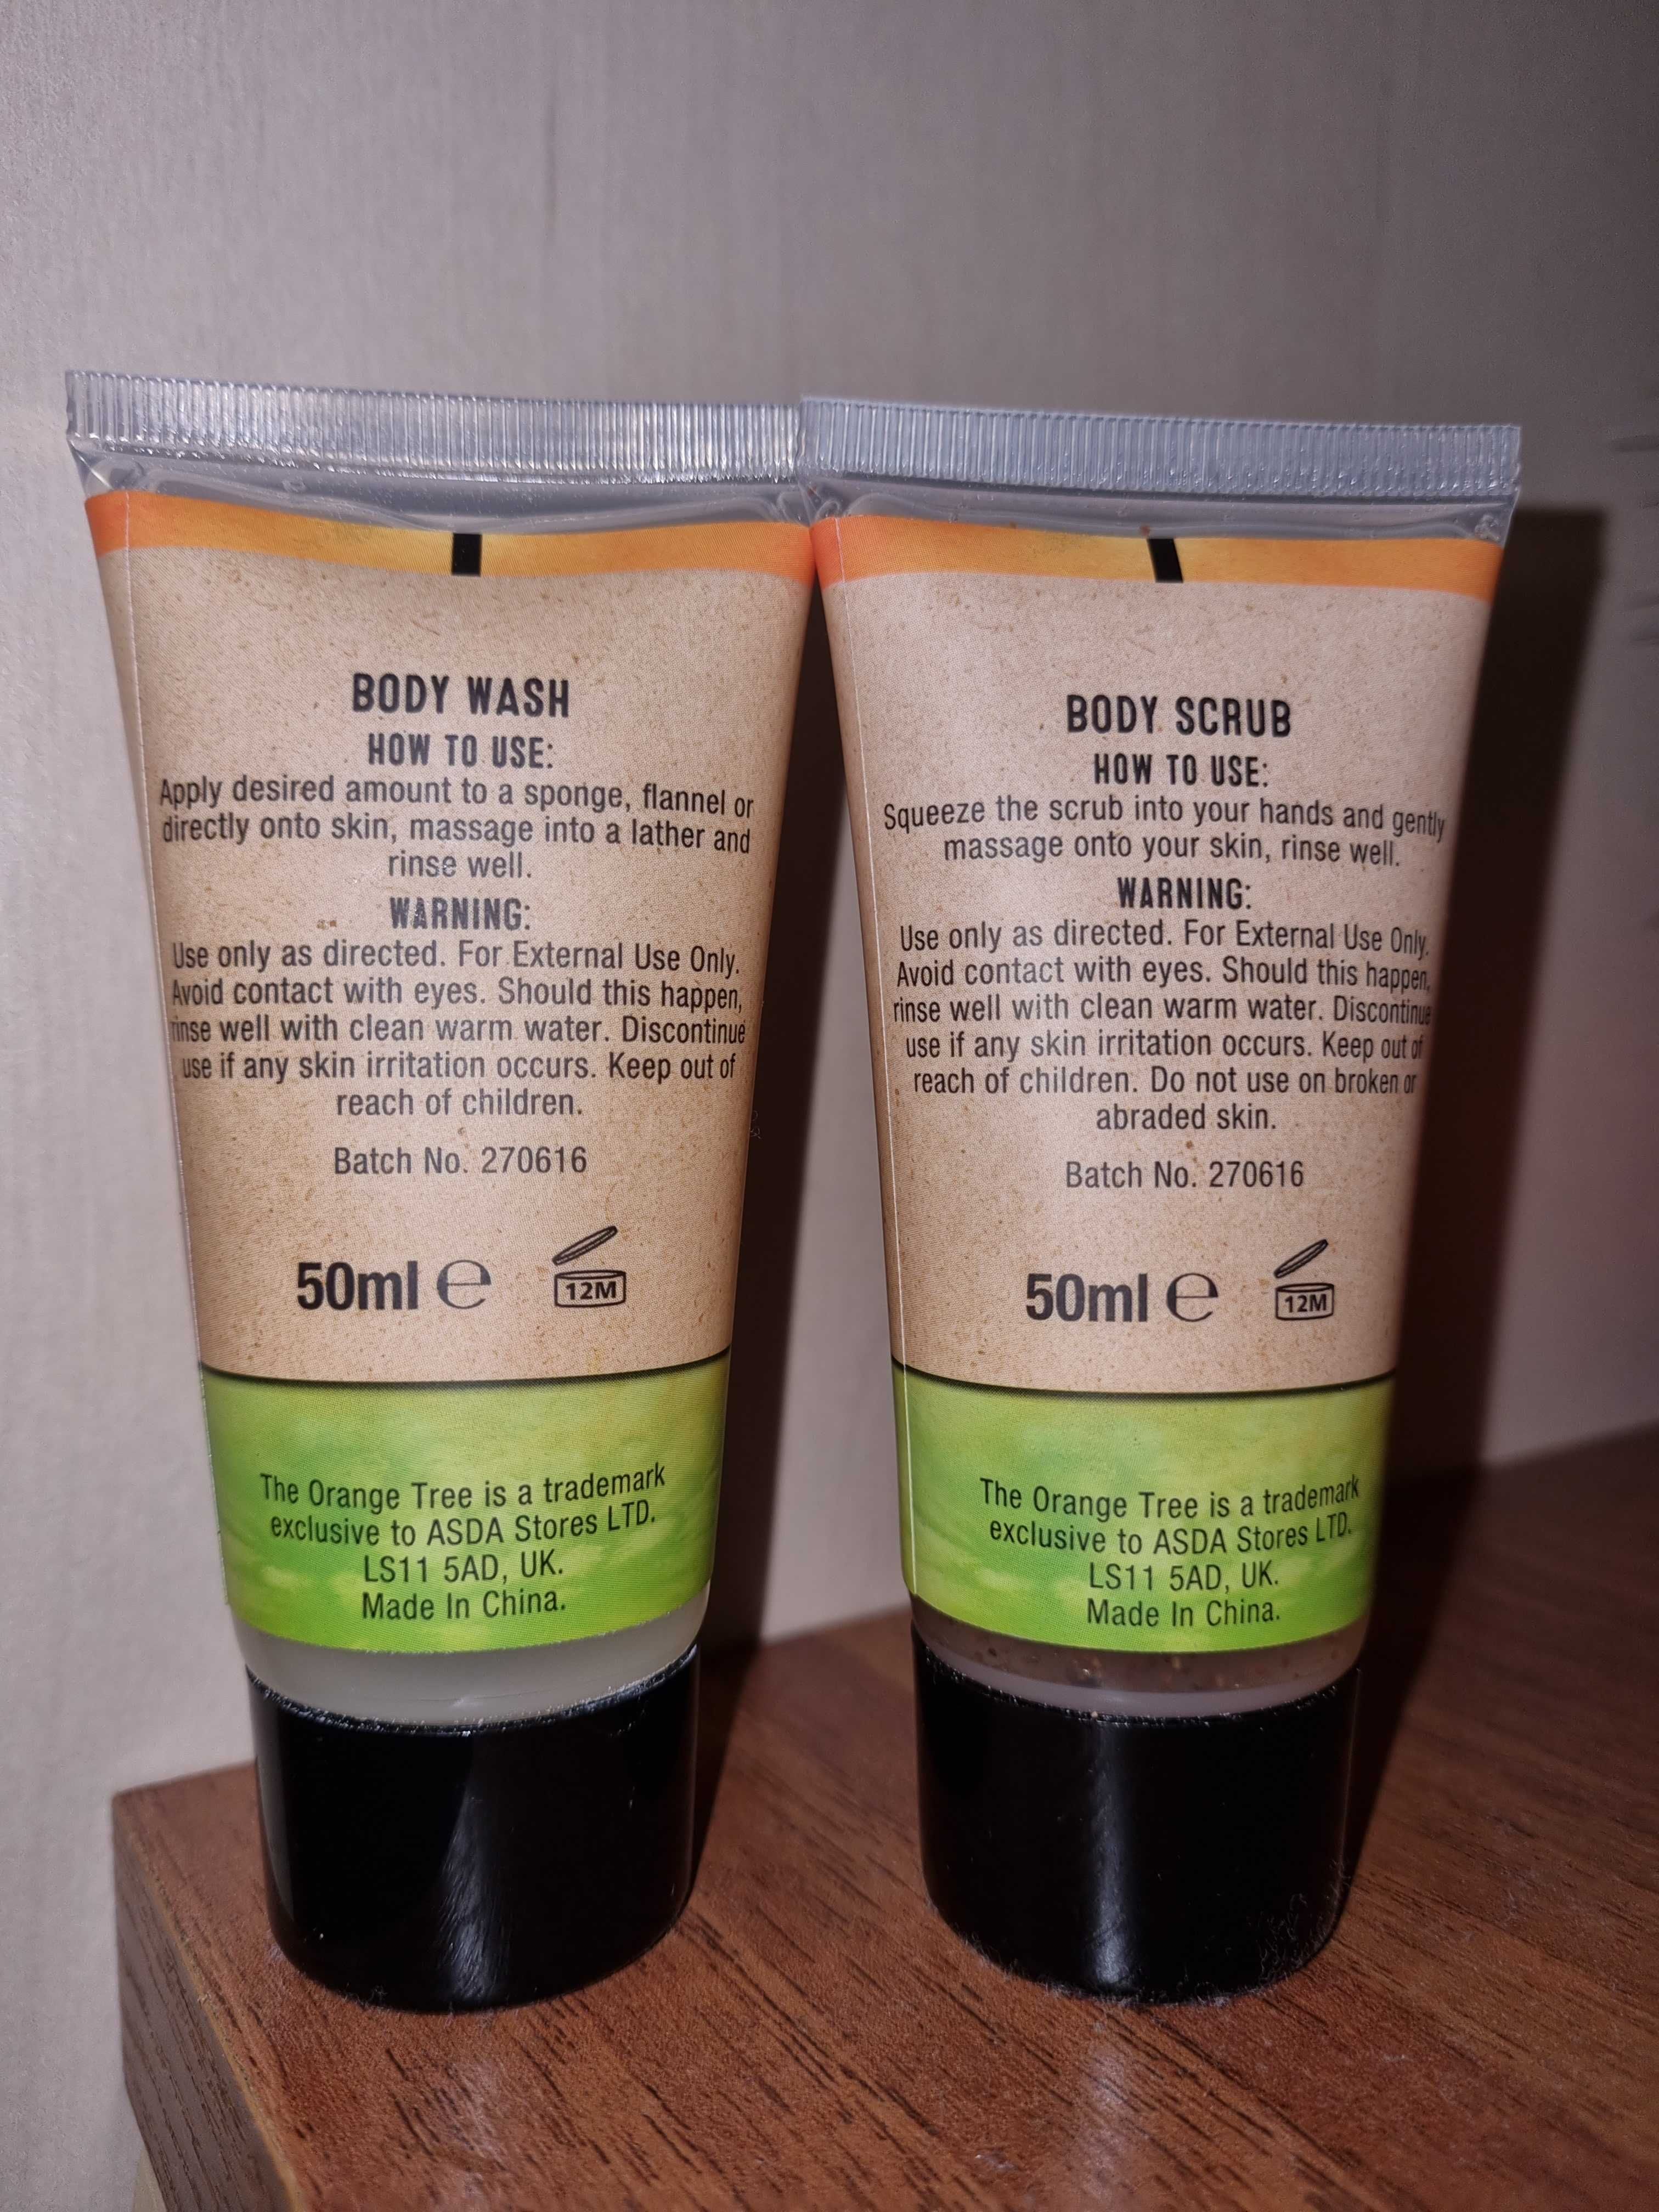 BODY WASH
HOW TO USE:
Apply desired amount to a sponge, flannel or
directly onto skin, massage into a lather and
rinse well.
WARNING:
Use only as directed. For External Use Only.
Avoid contact with eyes. Should this happen,
rinse well with clean warm water. Discontinue
use if any skin irritation occurs. Keep out of
reach of children.
Batch No. 270616
50ml e 12M
The Orange Tree is a trademark
exclusive to ASDA Stores LTD.
LS11 5AD, UK.
Made In China.
BODY SCRUB
HOW TO USE:
Squeeze the scrub into your hands and gently
massage onto your skin, rinse well.
WARNING:
Use only as directed. For External Use Only.
Avoid contact with eyes. Should this happen,
rinse well with clean warm water. Discontinue
use if any skin irritation occurs. Keep out of
reach of children. Do not use on broken or
abraded skin.
Batch No. 270616
50ml e 12M
The Orange Tree is a trademark
exclusive to ASDA Stores LTD.
LS11 5AD, UK.
Made In China.